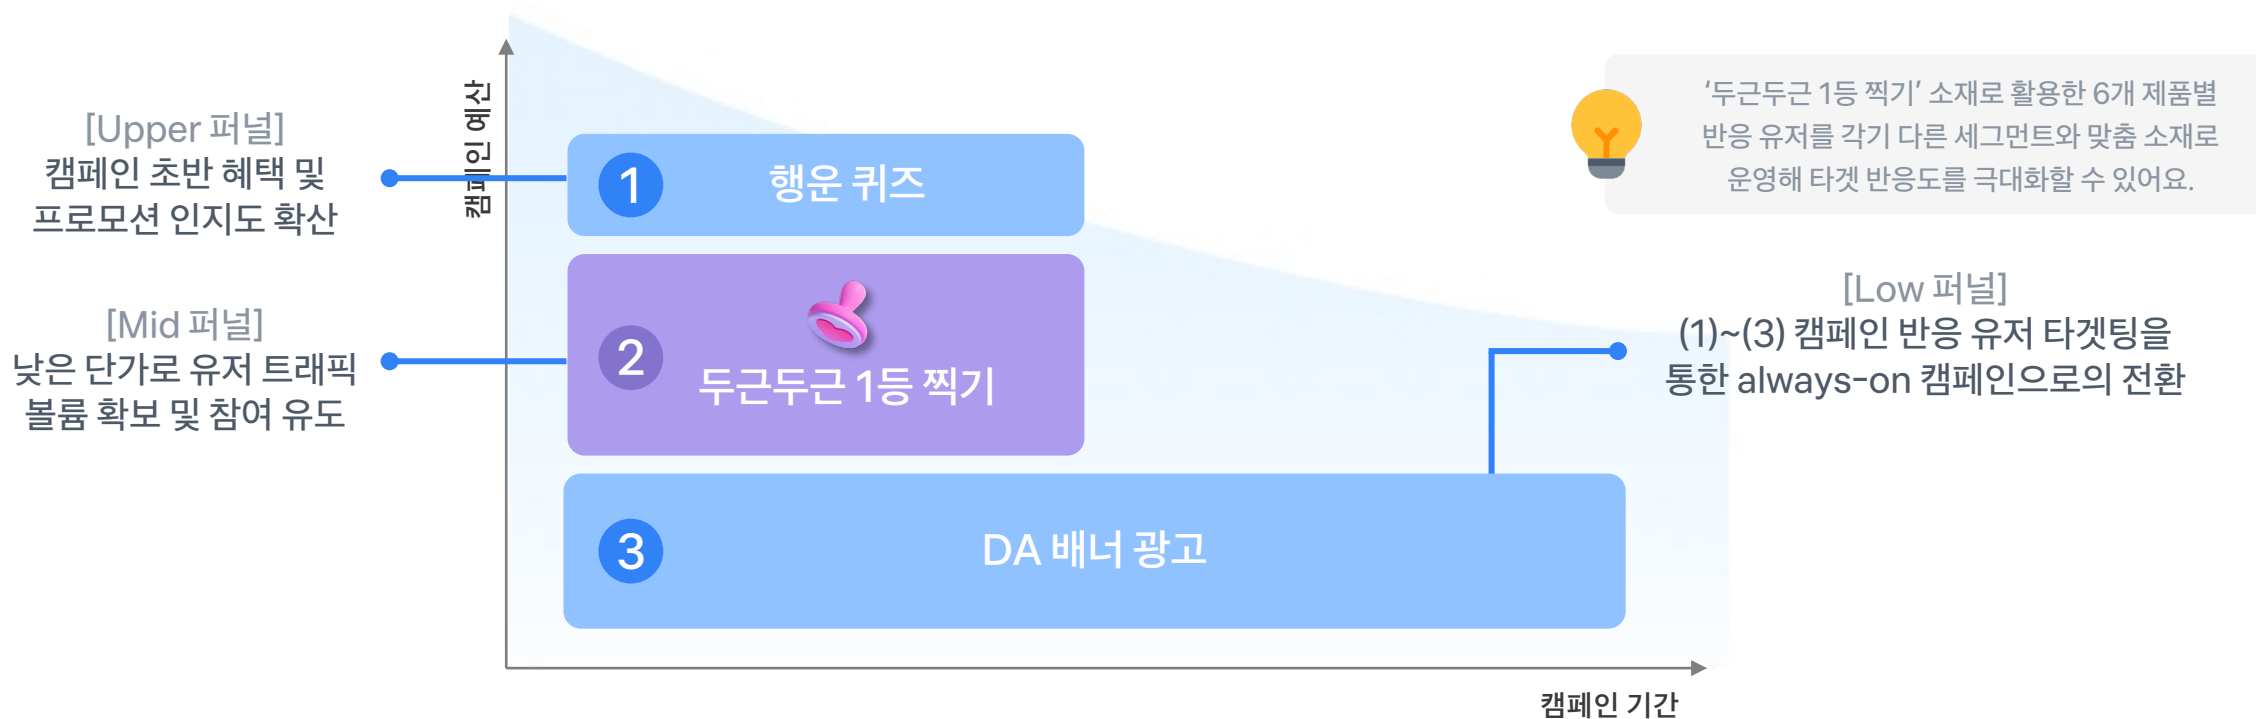 [Upper 퍼널]
캠페인 초반 혜택 및
프로모션 인지도 확산
[Mid 퍼널]
낮은 단가로 유저 트래픽
볼륨 확보 및 참여 유도
캠페인 예산
1
행운 퀴즈
2
두근두근 1등 찍기
3
DA 배너 광고
캠페인 기간
‘두근두근 1등 찍기’ 소재로 활용한 6개 제품별
반응 유저를 각기 다른 세그먼트와 맞춤 소재로
운영해 타겟 반응도를 극대화할 수 있어요.
[Low 퍼널]
(1)~(3) 캠페인 반응 유저 타겟팅을
통한 always-on 캠페인으로의 전환